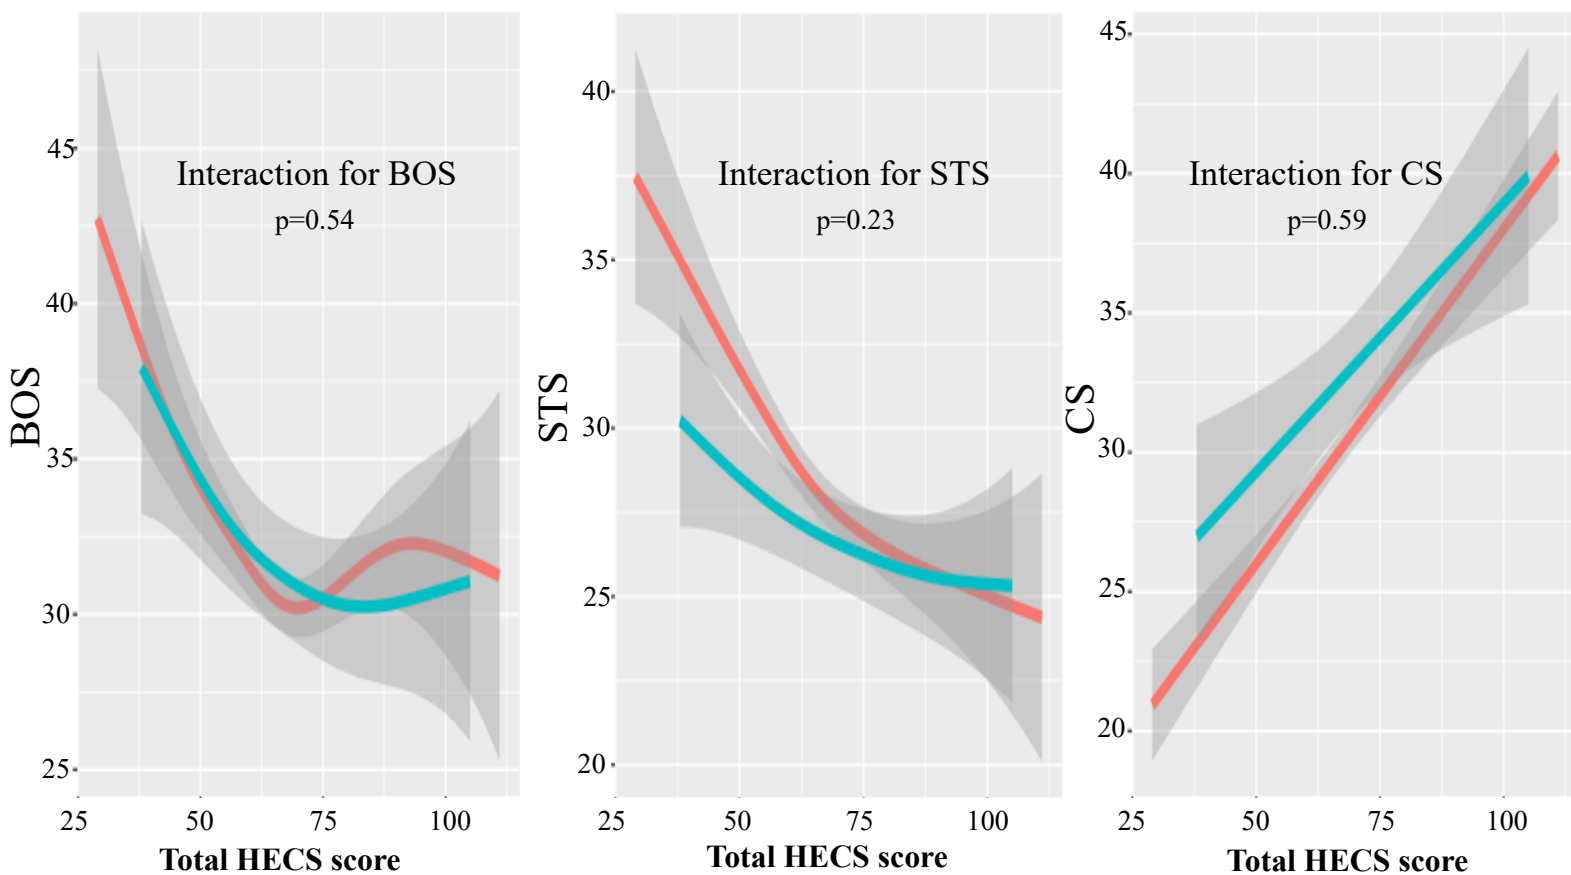 BOS
45
40
35
30
25
Interaction for BOS
p=0.54
25 50 75 100
Total HECS score
STS
40
35
30
25
20
Interaction for STS
p=0.23
25 50 75 100
Total HECS score
CS
45
40
35
30
25
20
Interaction for CS
p=0.59
25 50 75 100
Total HECS score